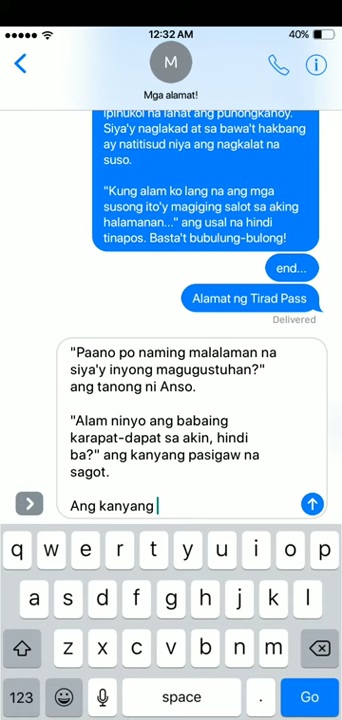 12:32 AM
40%
M
Mga alamat!
ipinukol na lahat ang punongkahoy.
Siya'y naglakad at sa bawa't hakbang
ay natitisud niya ang nagkalat na
suso.
"Kung alam ko lang na ang mga
susong ito'y magiging salot sa aking
halamanan..." ang usal na hindi
tinapos. Basta't bubulung-bulong!
end...
Alamat ng Tirad Pass
Delivered
"Paano po naming malalaman na
siya'y inyong magugustuhan?"
ang tanong ni Anso.
"Alam ninyo ang babaing
karapat-dapat sa akin, hindi
ba?" ang kanyang pasigaw na
sagot.
Ang kanyang
q w e r t y u i o p
a s d f g h j k l
z x c v b n m
123 space . Go